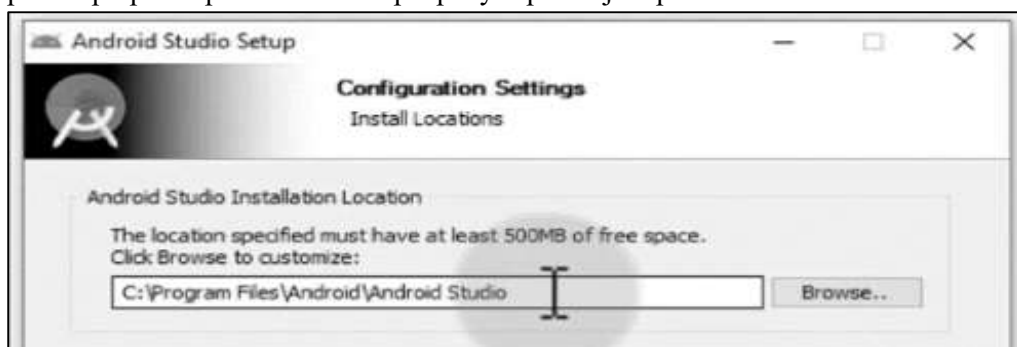 Android Studio Setup
Configuration Settings
Install Locations
Android Studio Installation Location
The location specified must have at least 500MB of free space.
Click Browse to customize:
C:\Program Files\Android\Android Studio
Browse..